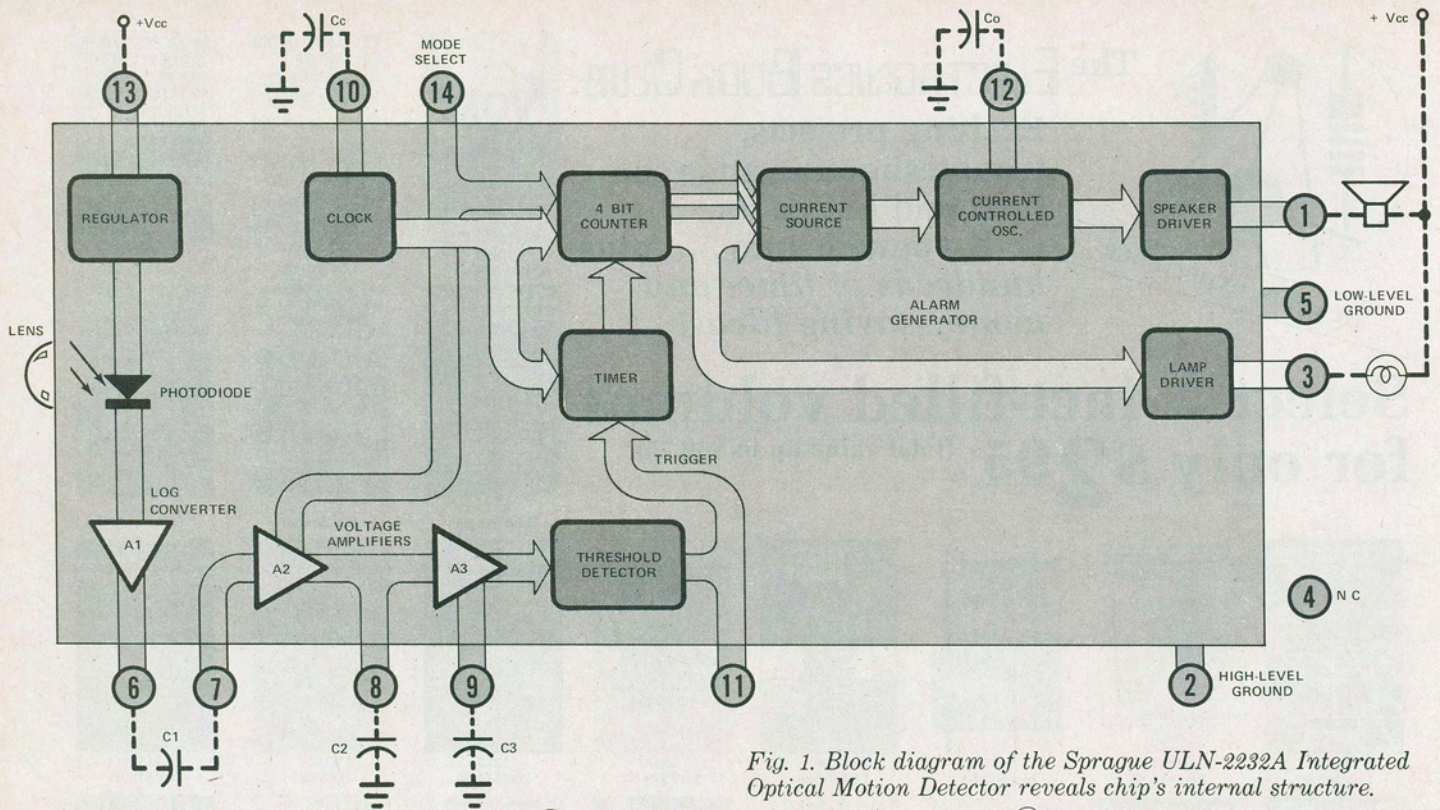 +Vcc
Cc
MODE
SELECT
Co
+ Vcc
13
10
14
12
REGULATOR
CLOCK
4 BIT
COUNTER
CURRENT
SOURCE
CURRENT
CONTROLLED
OSC.
SPEAKER
DRIVER
1
5
LOW-LEVEL
GROUND
ALARM
GENERATOR
LENS
PHOTODIODE
TIMER
LAMP
DRIVER
3
TRIGGER
LOG
CONVERTER
A1
VOLTAGE
AMPLIFIERS
A2
A3
THRESHOLD
DETECTOR
4
N C
6
7
8
9
11
2
HIGH-LEVEL
GROUND
C1
C2
C3
Fig. 1. Block diagram of the Sprague ULN-2232A Integrated
Optical Motion Detector reveals chip's internal structure.